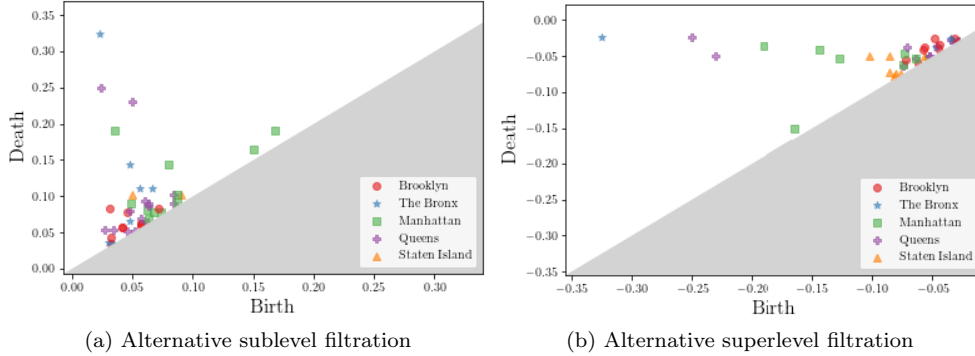 0.35
0.30
0.25
0.20
0.15
0.10
0.05
0.00
Death
0.00 0.05 0.10 0.15 0.20 0.25 0.30
Birth
Brooklyn
The Bronx
Manhattan
Queens
Staten Island
(a) Alternative sublevel filtration
−0.00
−0.05
−0.10
−0.15
−0.20
−0.25
−0.30
−0.35
Death
−0.35 −0.30 −0.25 −0.20 −0.15 −0.10 −0.05
Birth
Brooklyn
The Bronx
Manhattan
Queens
Staten Island
(b) Alternative superlevel filtration